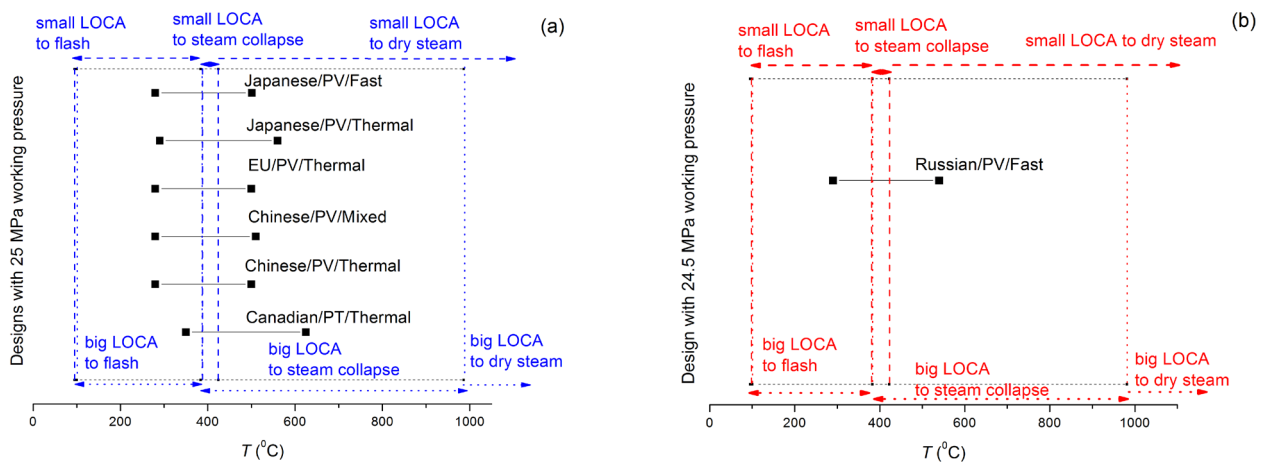 small LOCA
to flash
small LOCA
to steam collapse
small LOCA
to dry steam
(a)
Designs with 25 MPa working pressure
Japanese/PV/Fast
Japanese/PV/Thermal
EU/PV/Thermal
Chinese/PV/Mixed
Chinese/PV/Thermal
Canadian/PT/Thermal
big LOCA
to flash
big LOCA
to steam collapse
big LOCA
to dry steam
0 200 400 600 800 1000
T (⁰C)
small LOCA
to flash
small LOCA
to steam collapse
small LOCA to dry steam
(b)
Design with 24.5 MPa working pressure
Russian/PV/Fast
big LOCA
to flash
big LOCA
to steam collapse
big LOCA
to dry steam
0 200 400 600 800 1000
T (⁰C)